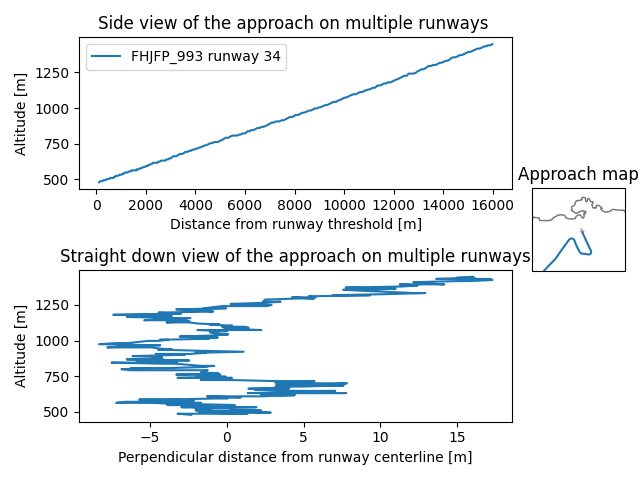 Side view of the approach on multiple runways
Altitude [m]
1250
1000
750
500
FHJFP_993 runway 34
0 2000 4000 6000 8000 10000 12000 14000 16000
Distance from runway threshold [m]
Approach map
Straight down view of the approach on multiple runways
Altitude [m]
1250
1000
750
500
−5 0 5 10 15
Perpendicular distance from runway centerline [m]